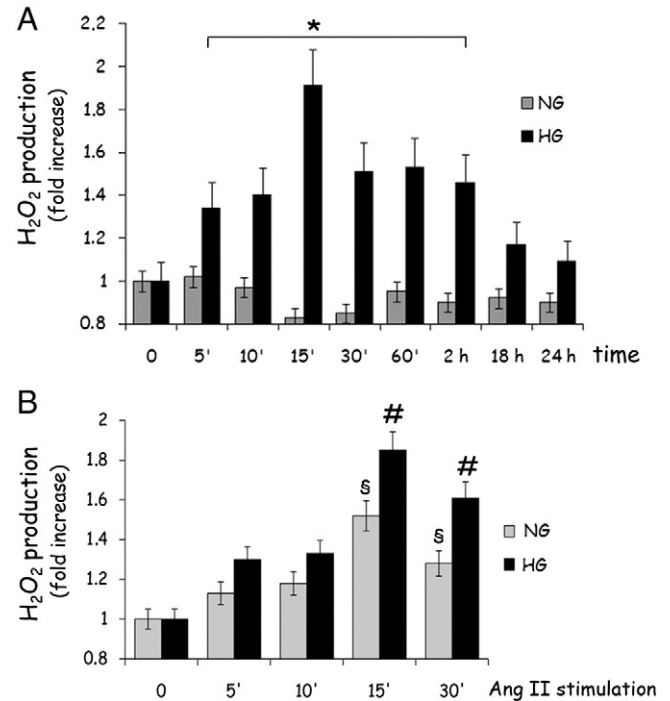 A
*
2,2
2
1.8
1.6
1.4
1.2
1
0.8
H₂O₂ production
(fold increase)
NG
HG
0 5' 10' 15' 30' 60' 2 h 18 h 24 h time
B
# #
§ §
2
1.8
1.6
1.4
1.2
1
0.8
H₂O₂ production
(fold increase)
NG
HG
0 5' 10' 15' 30' Ang II stimulation